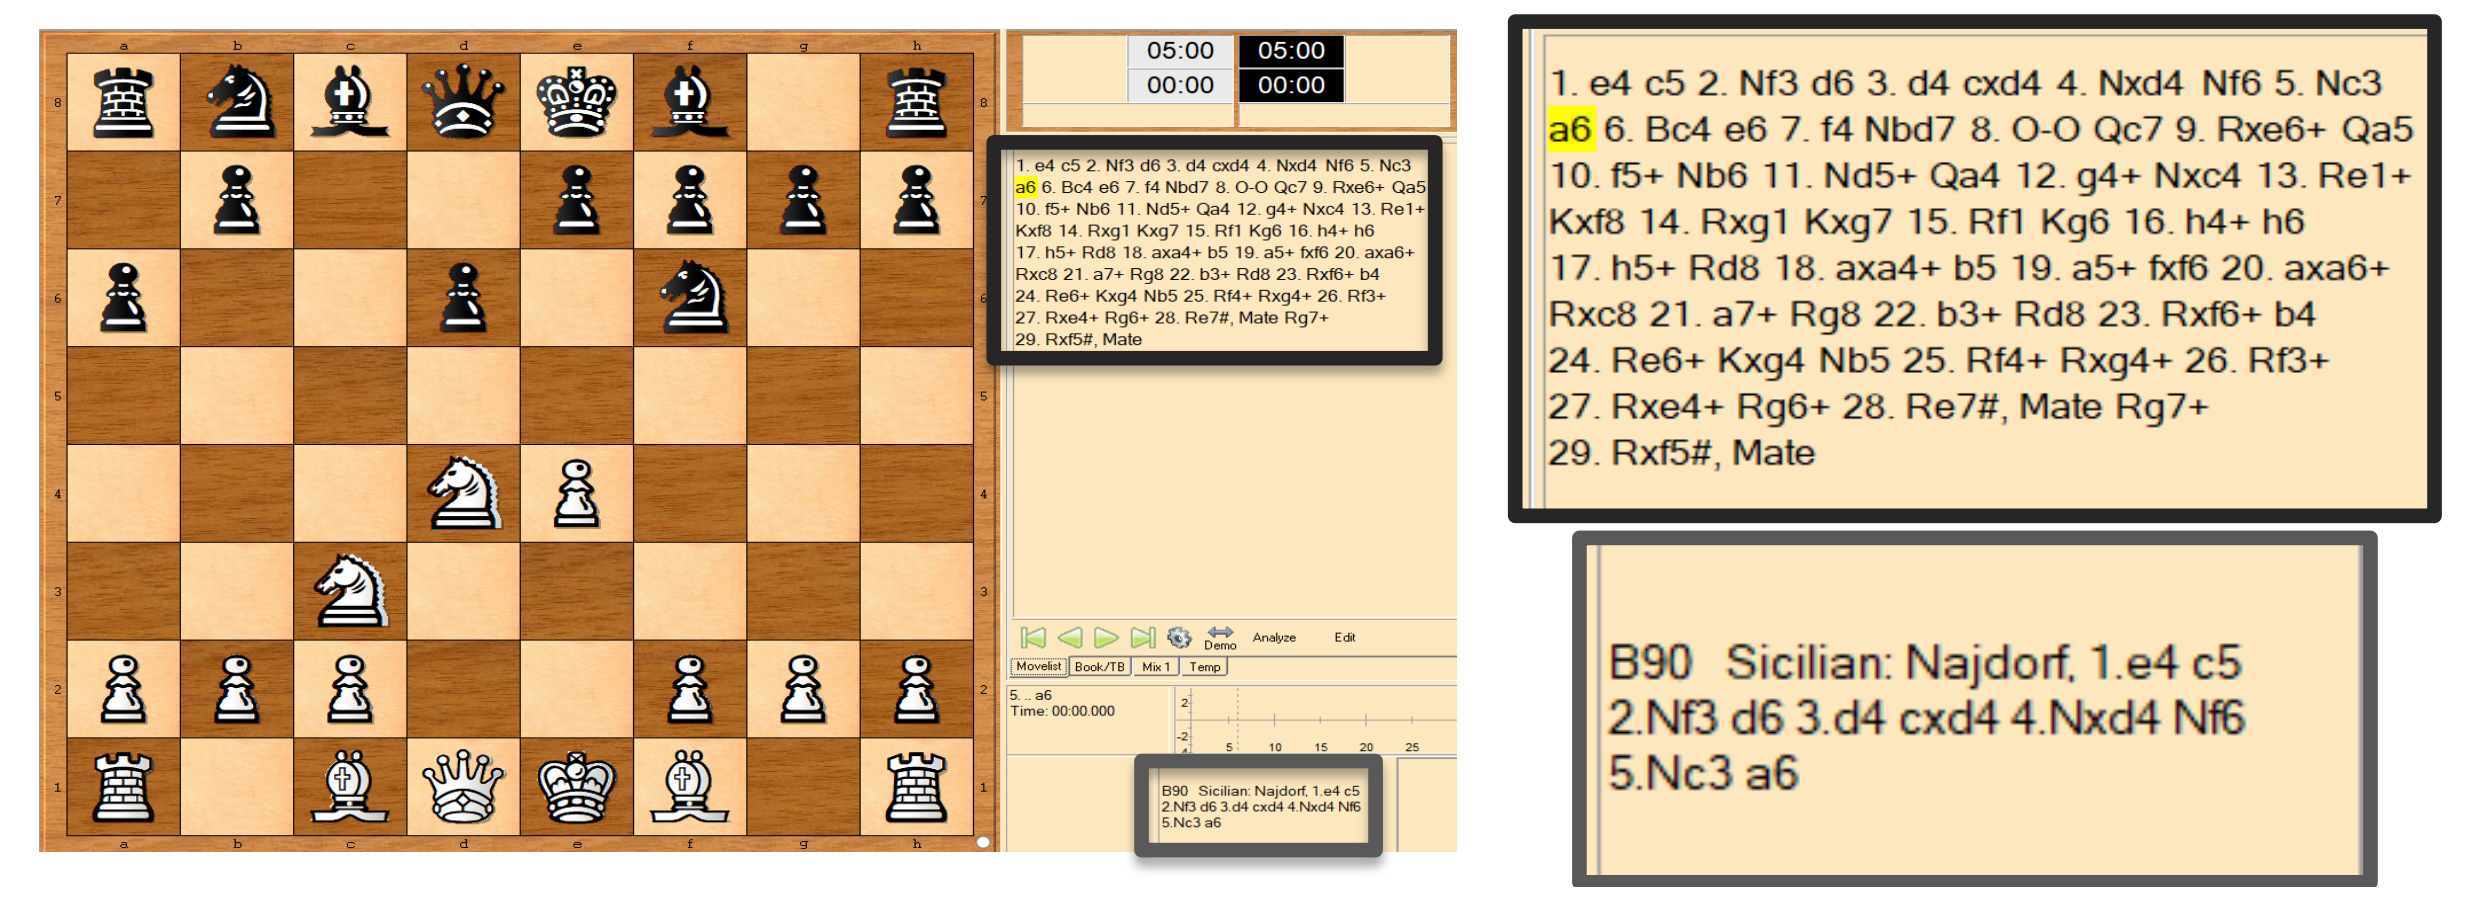 a b c d e f g h
8 8
7 7
6 6
5 5
4 4
3 3
2 2
1 1
a b c d e f g h
05:00 05:00
00:00 00:00
1. e4 c5 2. Nf3 d6 3. d4 cxd4 4. Nxd4 Nf6 5. Nc3
a6 6. Bc4 e6 7. f4 Nbd7 8. O-O Qc7 9. Rxe6+ Qa5
10. f5+ Nb6 11. Nd5+ Qa4 12. g4+ Nxc4 13. Re1+
Kxf8 14. Rxg1 Kxg7 15. Rf1 Kg6 16. h4+ h6
17. h5+ Rd8 18. axa4+ b5 19. a5+ fxf6 20. axa6+
Rxc8 21. a7+ Rg8 22. b3+ Rd8 23. Rxf6+ b4
24. Re6+ Kxg4 Nb5 25. Rf4+ Rxg4+ 26. Rf3+
27. Rxe4+ Rg6+ 28. Re7#, Mate Rg7+
29. Rxf5#, Mate
Demo Analyze Edit
Movelist Book/TB Mix 1 Temp
5. .. a6
Time: 00:00.000
2
-2
-4
5 10 15 20 25
B90 Sicilian: Najdorf, 1.e4 c5
2.Nf3 d6 3.d4 cxd4 4.Nxd4 Nf6
5.Nc3 a6
1. e4 c5 2. Nf3 d6 3. d4 cxd4 4. Nxd4 Nf6 5. Nc3
a6 6. Bc4 e6 7. f4 Nbd7 8. O-O Qc7 9. Rxe6+ Qa5
10. f5+ Nb6 11. Nd5+ Qa4 12. g4+ Nxc4 13. Re1+
Kxf8 14. Rxg1 Kxg7 15. Rf1 Kg6 16. h4+ h6
17. h5+ Rd8 18. axa4+ b5 19. a5+ fxf6 20. axa6+
Rxc8 21. a7+ Rg8 22. b3+ Rd8 23. Rxf6+ b4
24. Re6+ Kxg4 Nb5 25. Rf4+ Rxg4+ 26. Rf3+
27. Rxe4+ Rg6+ 28. Re7#, Mate Rg7+
29. Rxf5#, Mate
B90 Sicilian: Najdorf, 1.e4 c5
2.Nf3 d6 3.d4 cxd4 4.Nxd4 Nf6
5.Nc3 a6